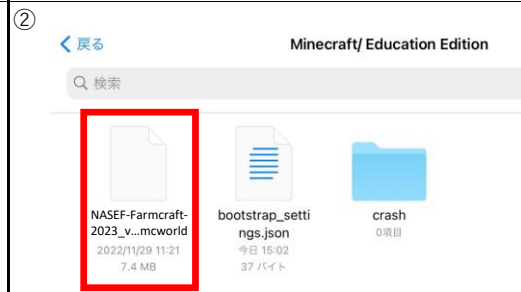 ②
戻る
Minecraft/ Education Edition
検索
NASEF-Farmcraft-
2023_v...mcworld
2022/11/29 11:21
7.4 MB
bootstrap_setti
ngs.json
今日 15:02
37 バイト
crash
0項目